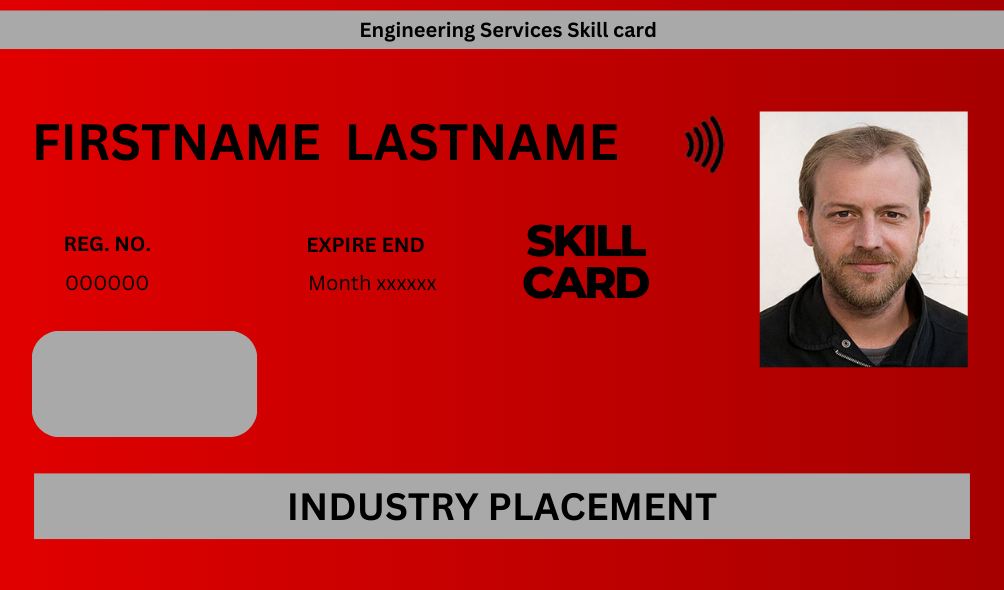 Engineering Services Skill card
FIRSTNAME LASTNAME
REG. NO.
000000
EXPIRE END
Month xxxxxx
SKILL
CARD
INDUSTRY PLACEMENT